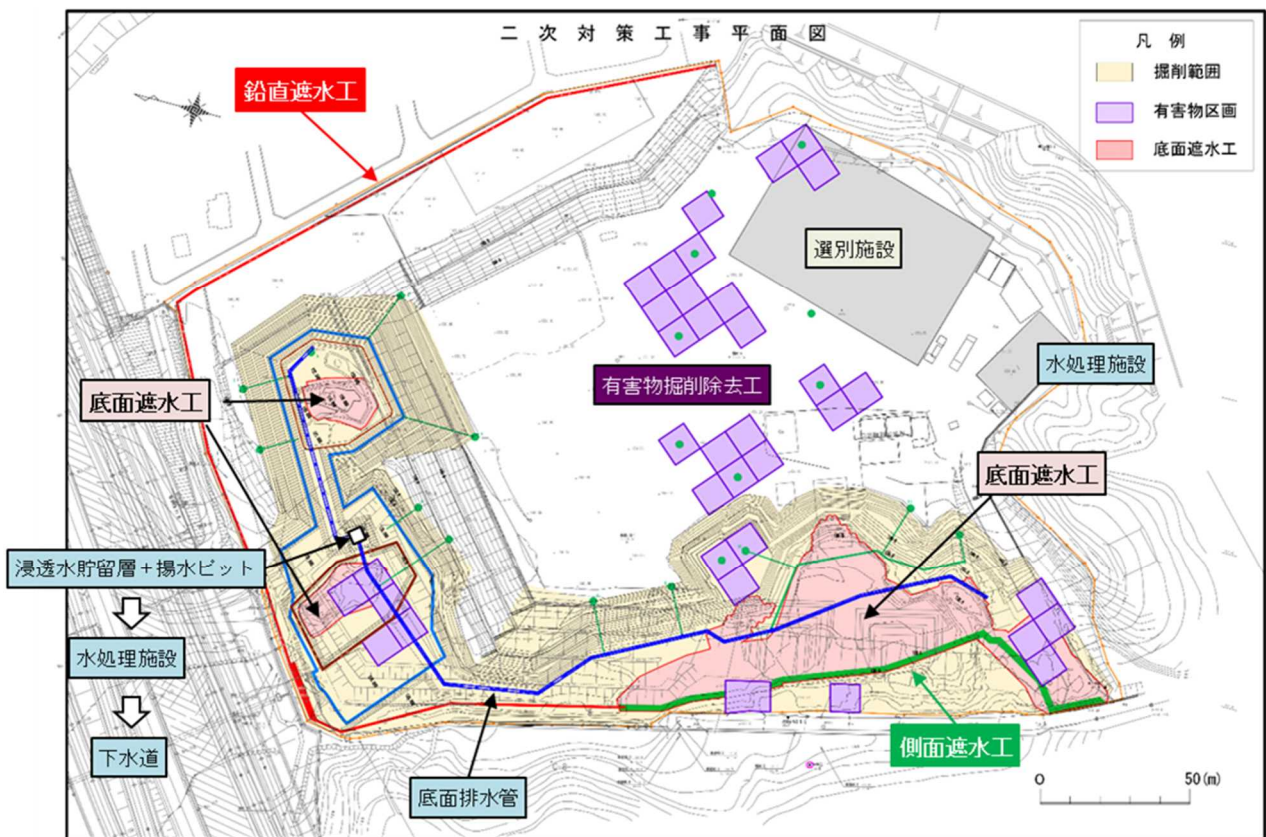 二次対策工事平面図
凡例
掘削範囲
有害物区画
底面遮水工
鉛直遮水工
選別施設
水処理施設
底面遮水工
有害物掘削除去工
底面遮水工
浸透水貯留層+揚水ピット
水処理施設
下水道
底面排水管
側面遮水工
0 50(m)